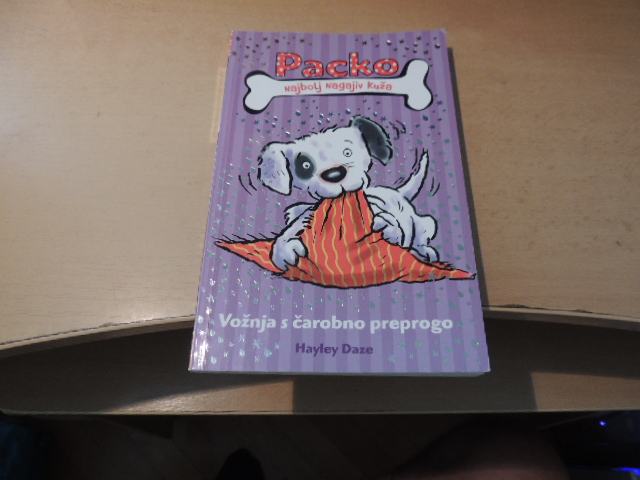 Packo
Najbolj nagajiv kuža
Vožnja s čarobno preprogo
Hayley Daze